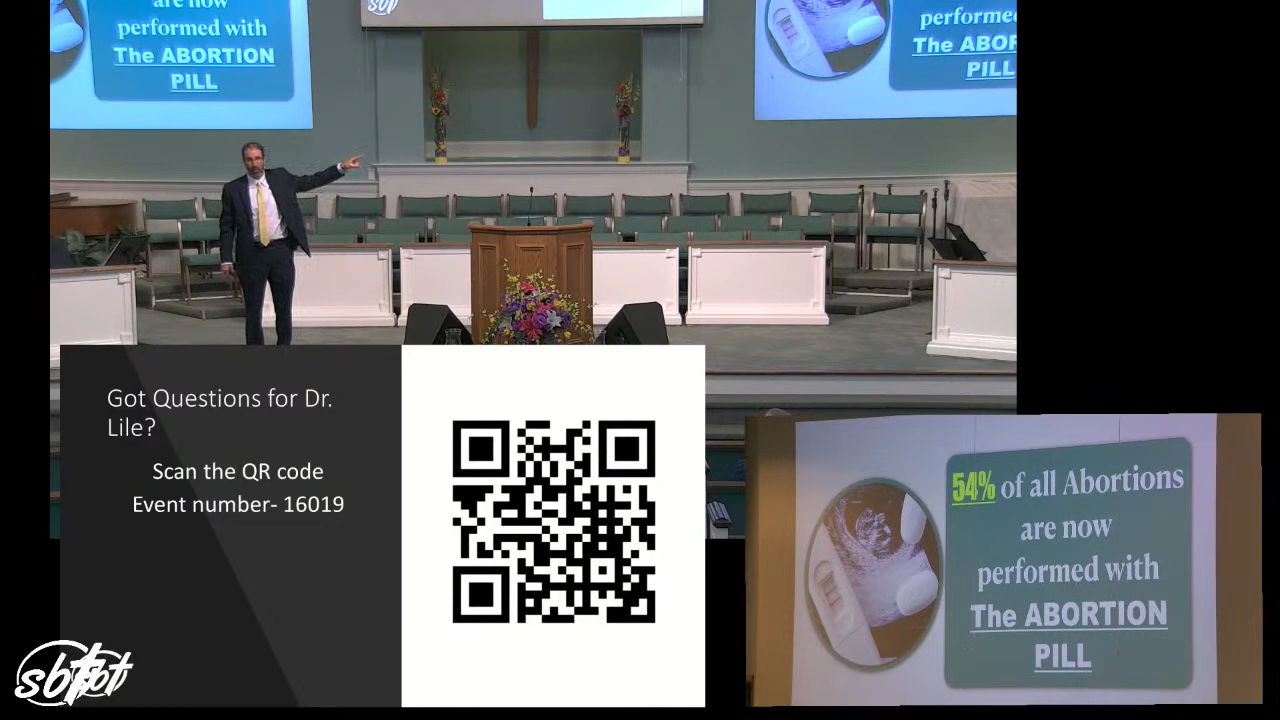 are now
performed with
The ABORTION
PILL
sbt
performe
The ABOR
PILL
Got Questions for Dr.
Lile?
Scan the QR code
Event number- 16019
54% of all Abortions
are now
performed with
The ABORTION
PILL